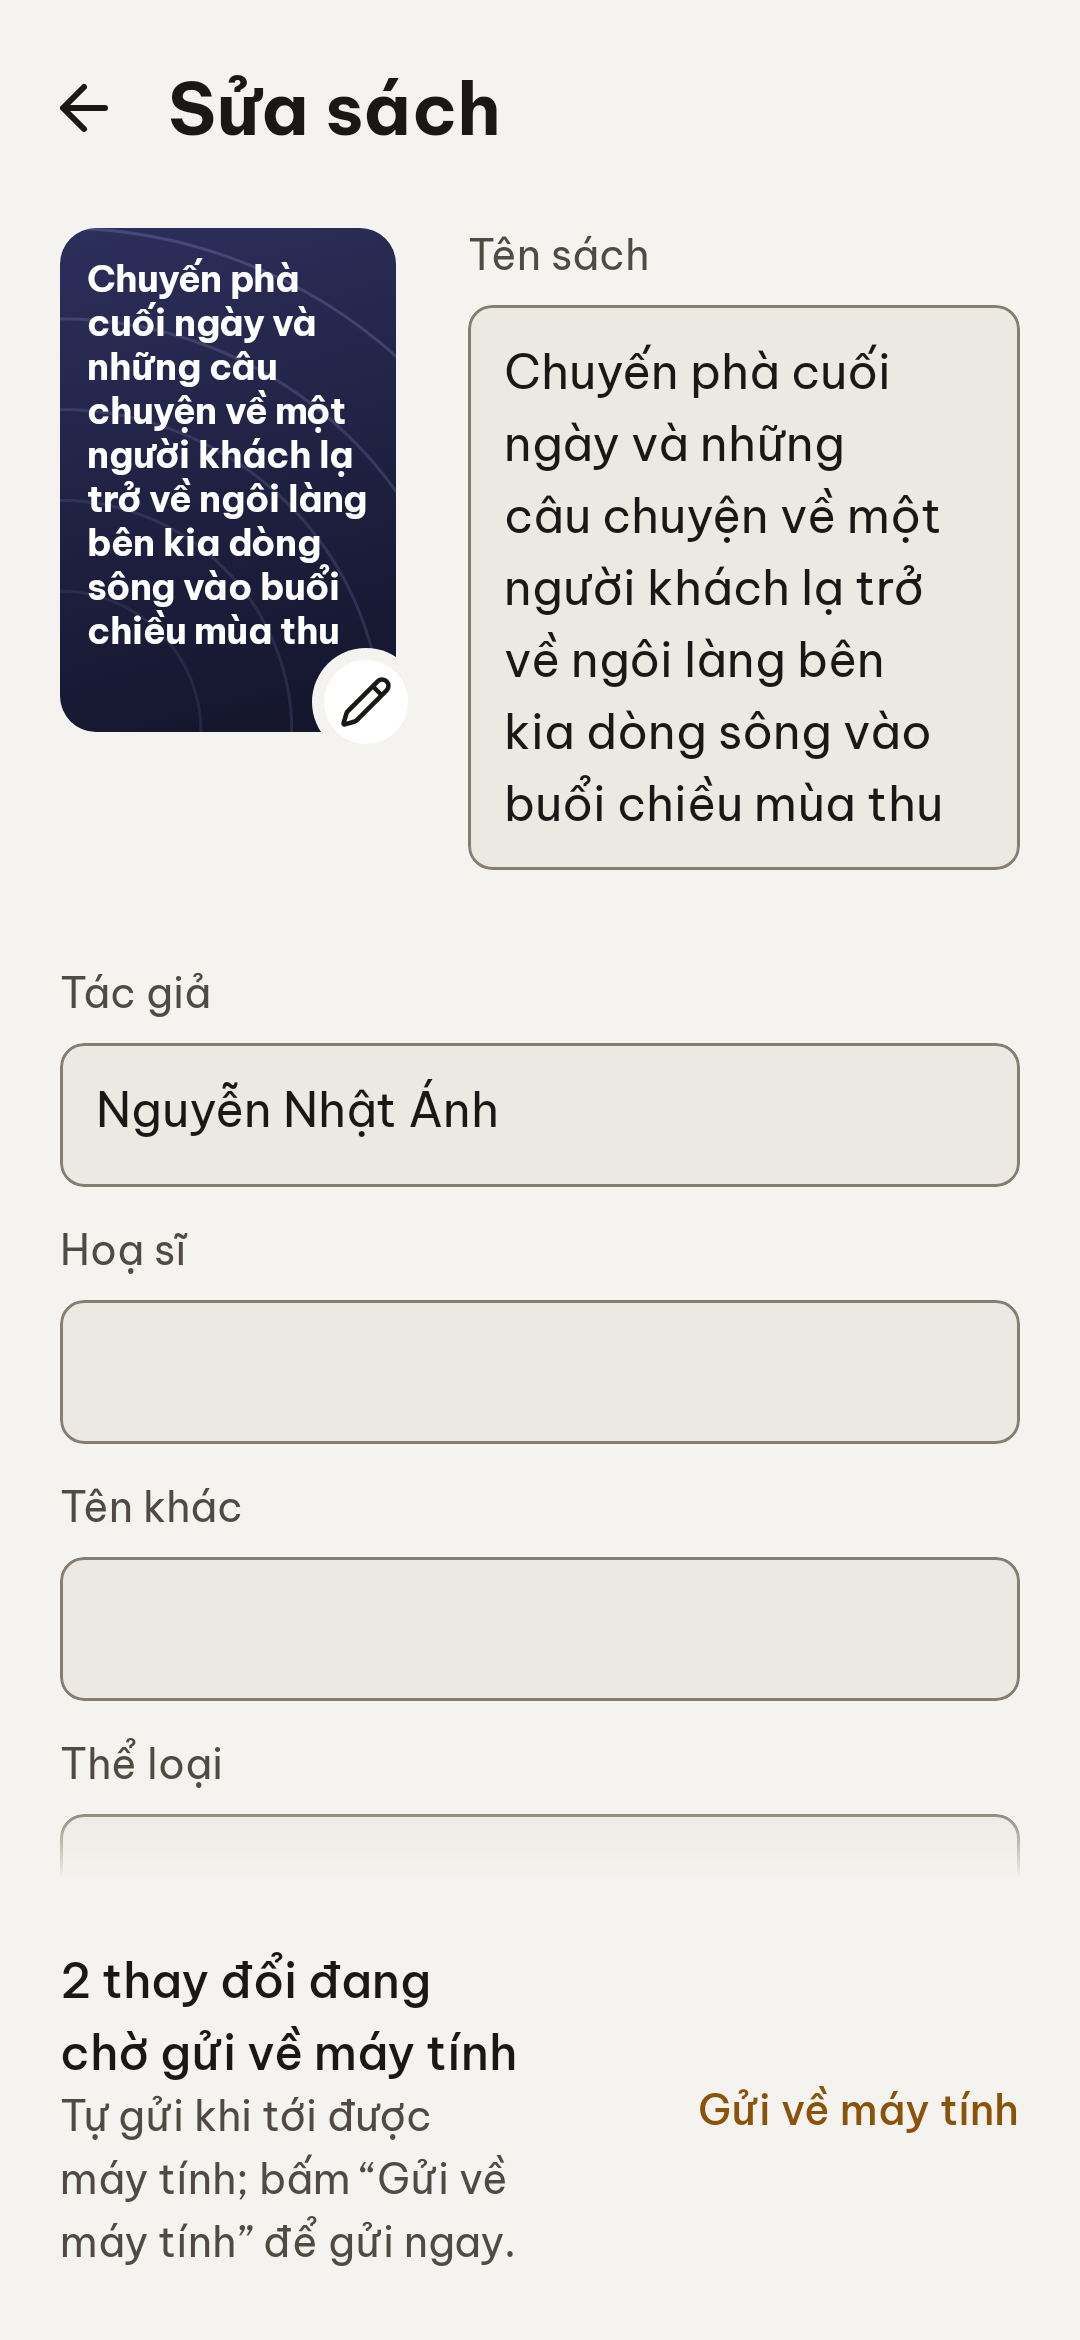 Sửa sách
Chuyến phà
cuối ngày và
những câu
chuyện về một
người khách lạ
trở về ngôi làng
bên kia dòng
sông vào buổi
chiều mùa thu
Tên sách
Chuyến phà cuối
ngày và những
câu chuyện về một
người khách lạ trở
về ngôi làng bên
kia dòng sông vào
buổi chiều mùa thu
Tác giả
Nguyễn Nhật Ánh
Hoạ sĩ
Tên khác
Thể loại
2 thay đổi đang
chờ gửi về máy tính
Tự gửi khi tới được
máy tính; bấm “Gửi về
máy tính” để gửi ngay.
Gửi về máy tính